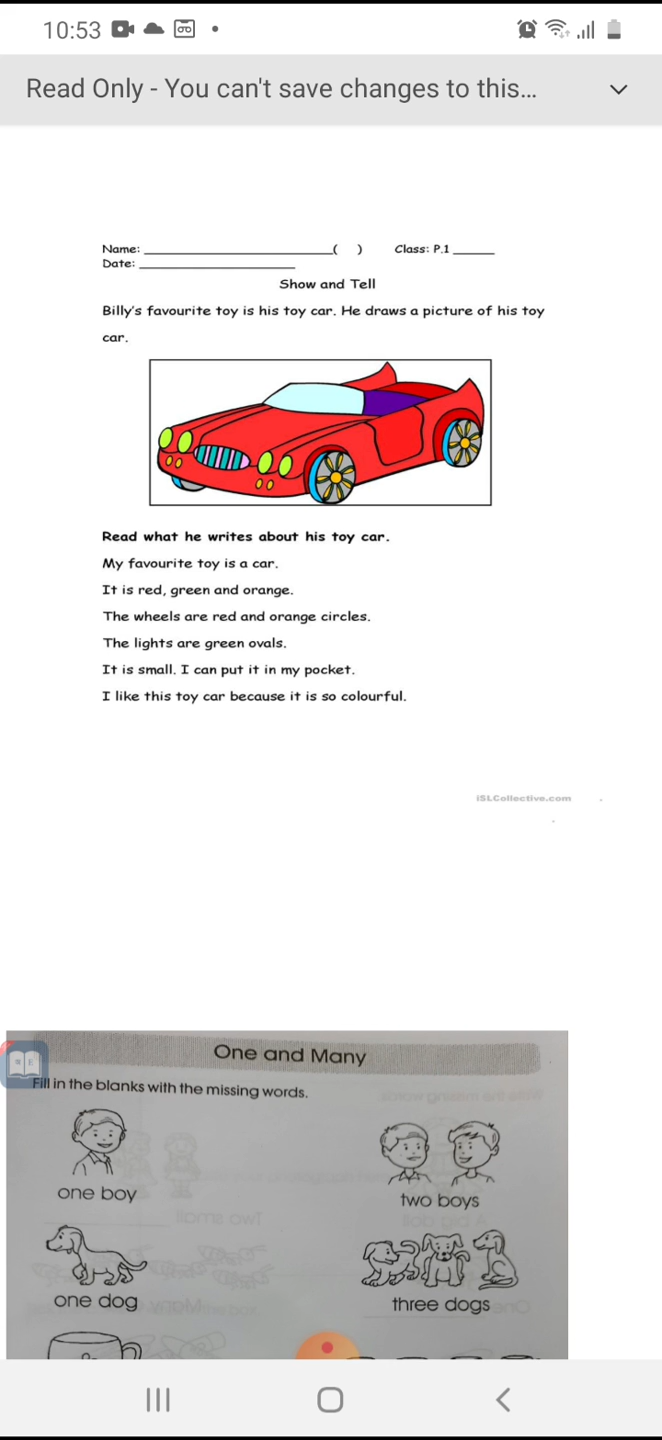 10:53
Read Only - You can't save changes to this...
Name: ____________________( ) Class: P.1 _____
Date: ____________________
Show and Tell
Billy's favourite toy is his toy car. He draws a picture of his toy
car.
Read what he writes about his toy car.
My favourite toy is a car.
It is red, green and orange.
The wheels are red and orange circles.
The lights are green ovals.
It is small. I can put it in my pocket.
I like this toy car because it is so colourful.
iSLCollective.com
One and Many
Fill in the blanks with the missing words.
one boy
two boys
one dog
three dogs